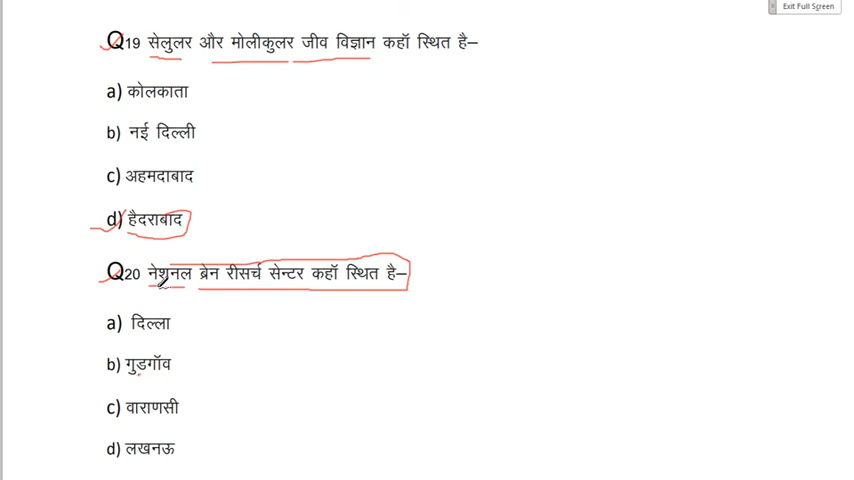 Exit Full Screen
Q19 सेलुलर और मोलीकुलर जीव विज्ञान कहॉ स्थित है–
a) कोलकाता
b) नई दिल्ली
c) अहमदाबाद
d) हैदराबाद
Q20 नेशनल ब्रेन रीसर्च सेन्टर कहॉ स्थित है–
a) दिल्ला
b) गुडगॉव
c) वाराणसी
d) लखनऊ